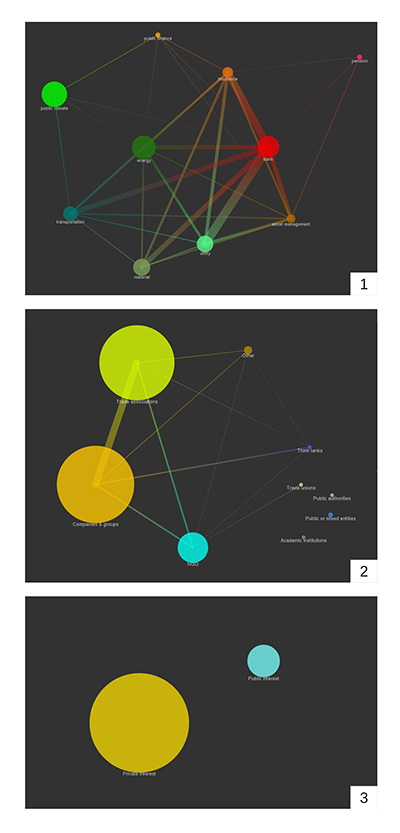 public finance
pension
insurance
public climate
energy
bank
transportation
asset management
utility
material
1
Other
Trade associations
Think tanks
Trade unions
Public authorities
Companies & groups
Public or mixed entities
Academic institutions
NGO
2
Public interest
Private interest
3